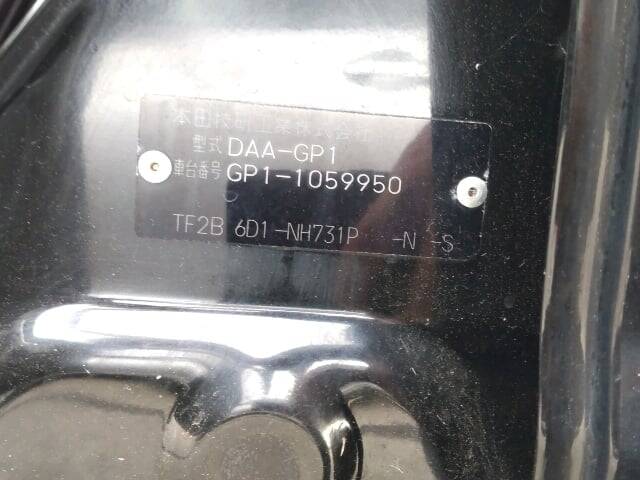 本田技研工業株式会社
型式 DAA-GP1
車台番号 GP1-1059950
TF2B 6D1-NH731P -N -S